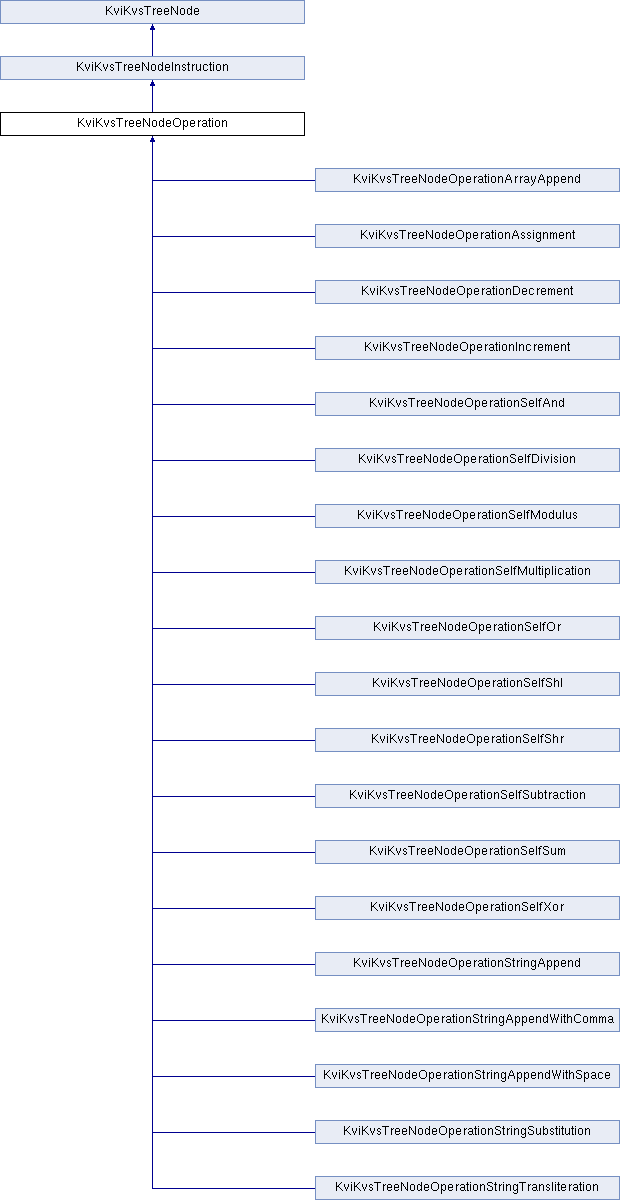 KviKvsTreeNode
KviKvsTreeNodeInstruction
KviKvsTreeNodeOperation
KviKvsTreeNodeOperationArrayAppend
KviKvsTreeNodeOperationAssignment
KviKvsTreeNodeOperationDecrement
KviKvsTreeNodeOperationIncrement
KviKvsTreeNodeOperationSelfAnd
KviKvsTreeNodeOperationSelfDivision
KviKvsTreeNodeOperationSelfModulus
KviKvsTreeNodeOperationSelfMultiplication
KviKvsTreeNodeOperationSelfOr
KviKvsTreeNodeOperationSelfShl
KviKvsTreeNodeOperationSelfShr
KviKvsTreeNodeOperationSelfSubtraction
KviKvsTreeNodeOperationSelfSum
KviKvsTreeNodeOperationSelfXor
KviKvsTreeNodeOperationStringAppend
KviKvsTreeNodeOperationStringAppendWithComma
KviKvsTreeNodeOperationStringAppendWithSpace
KviKvsTreeNodeOperationStringSubstitution
KviKvsTreeNodeOperationStringTransliteration